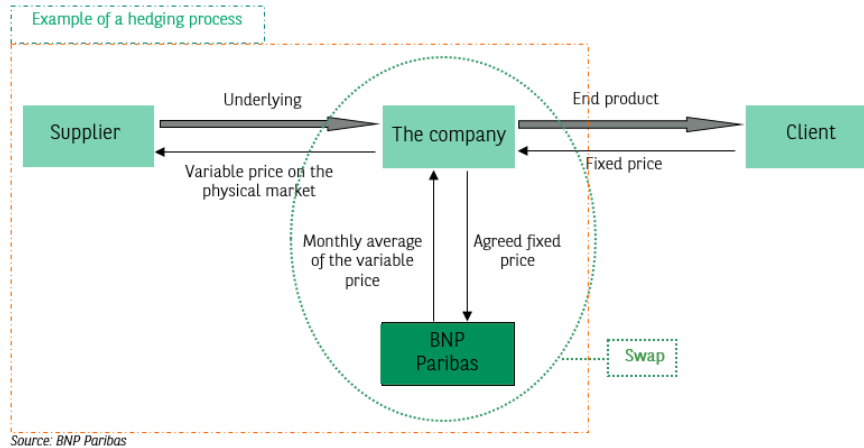 Example of a hedging process
Underlying
End product
Supplier
The company
Client
Variable price on the
physical market
Fixed price
Monthly average
of the variable
price
Agreed fixed
price
BNP
Paribas
Swap
Source: BNP Paribas